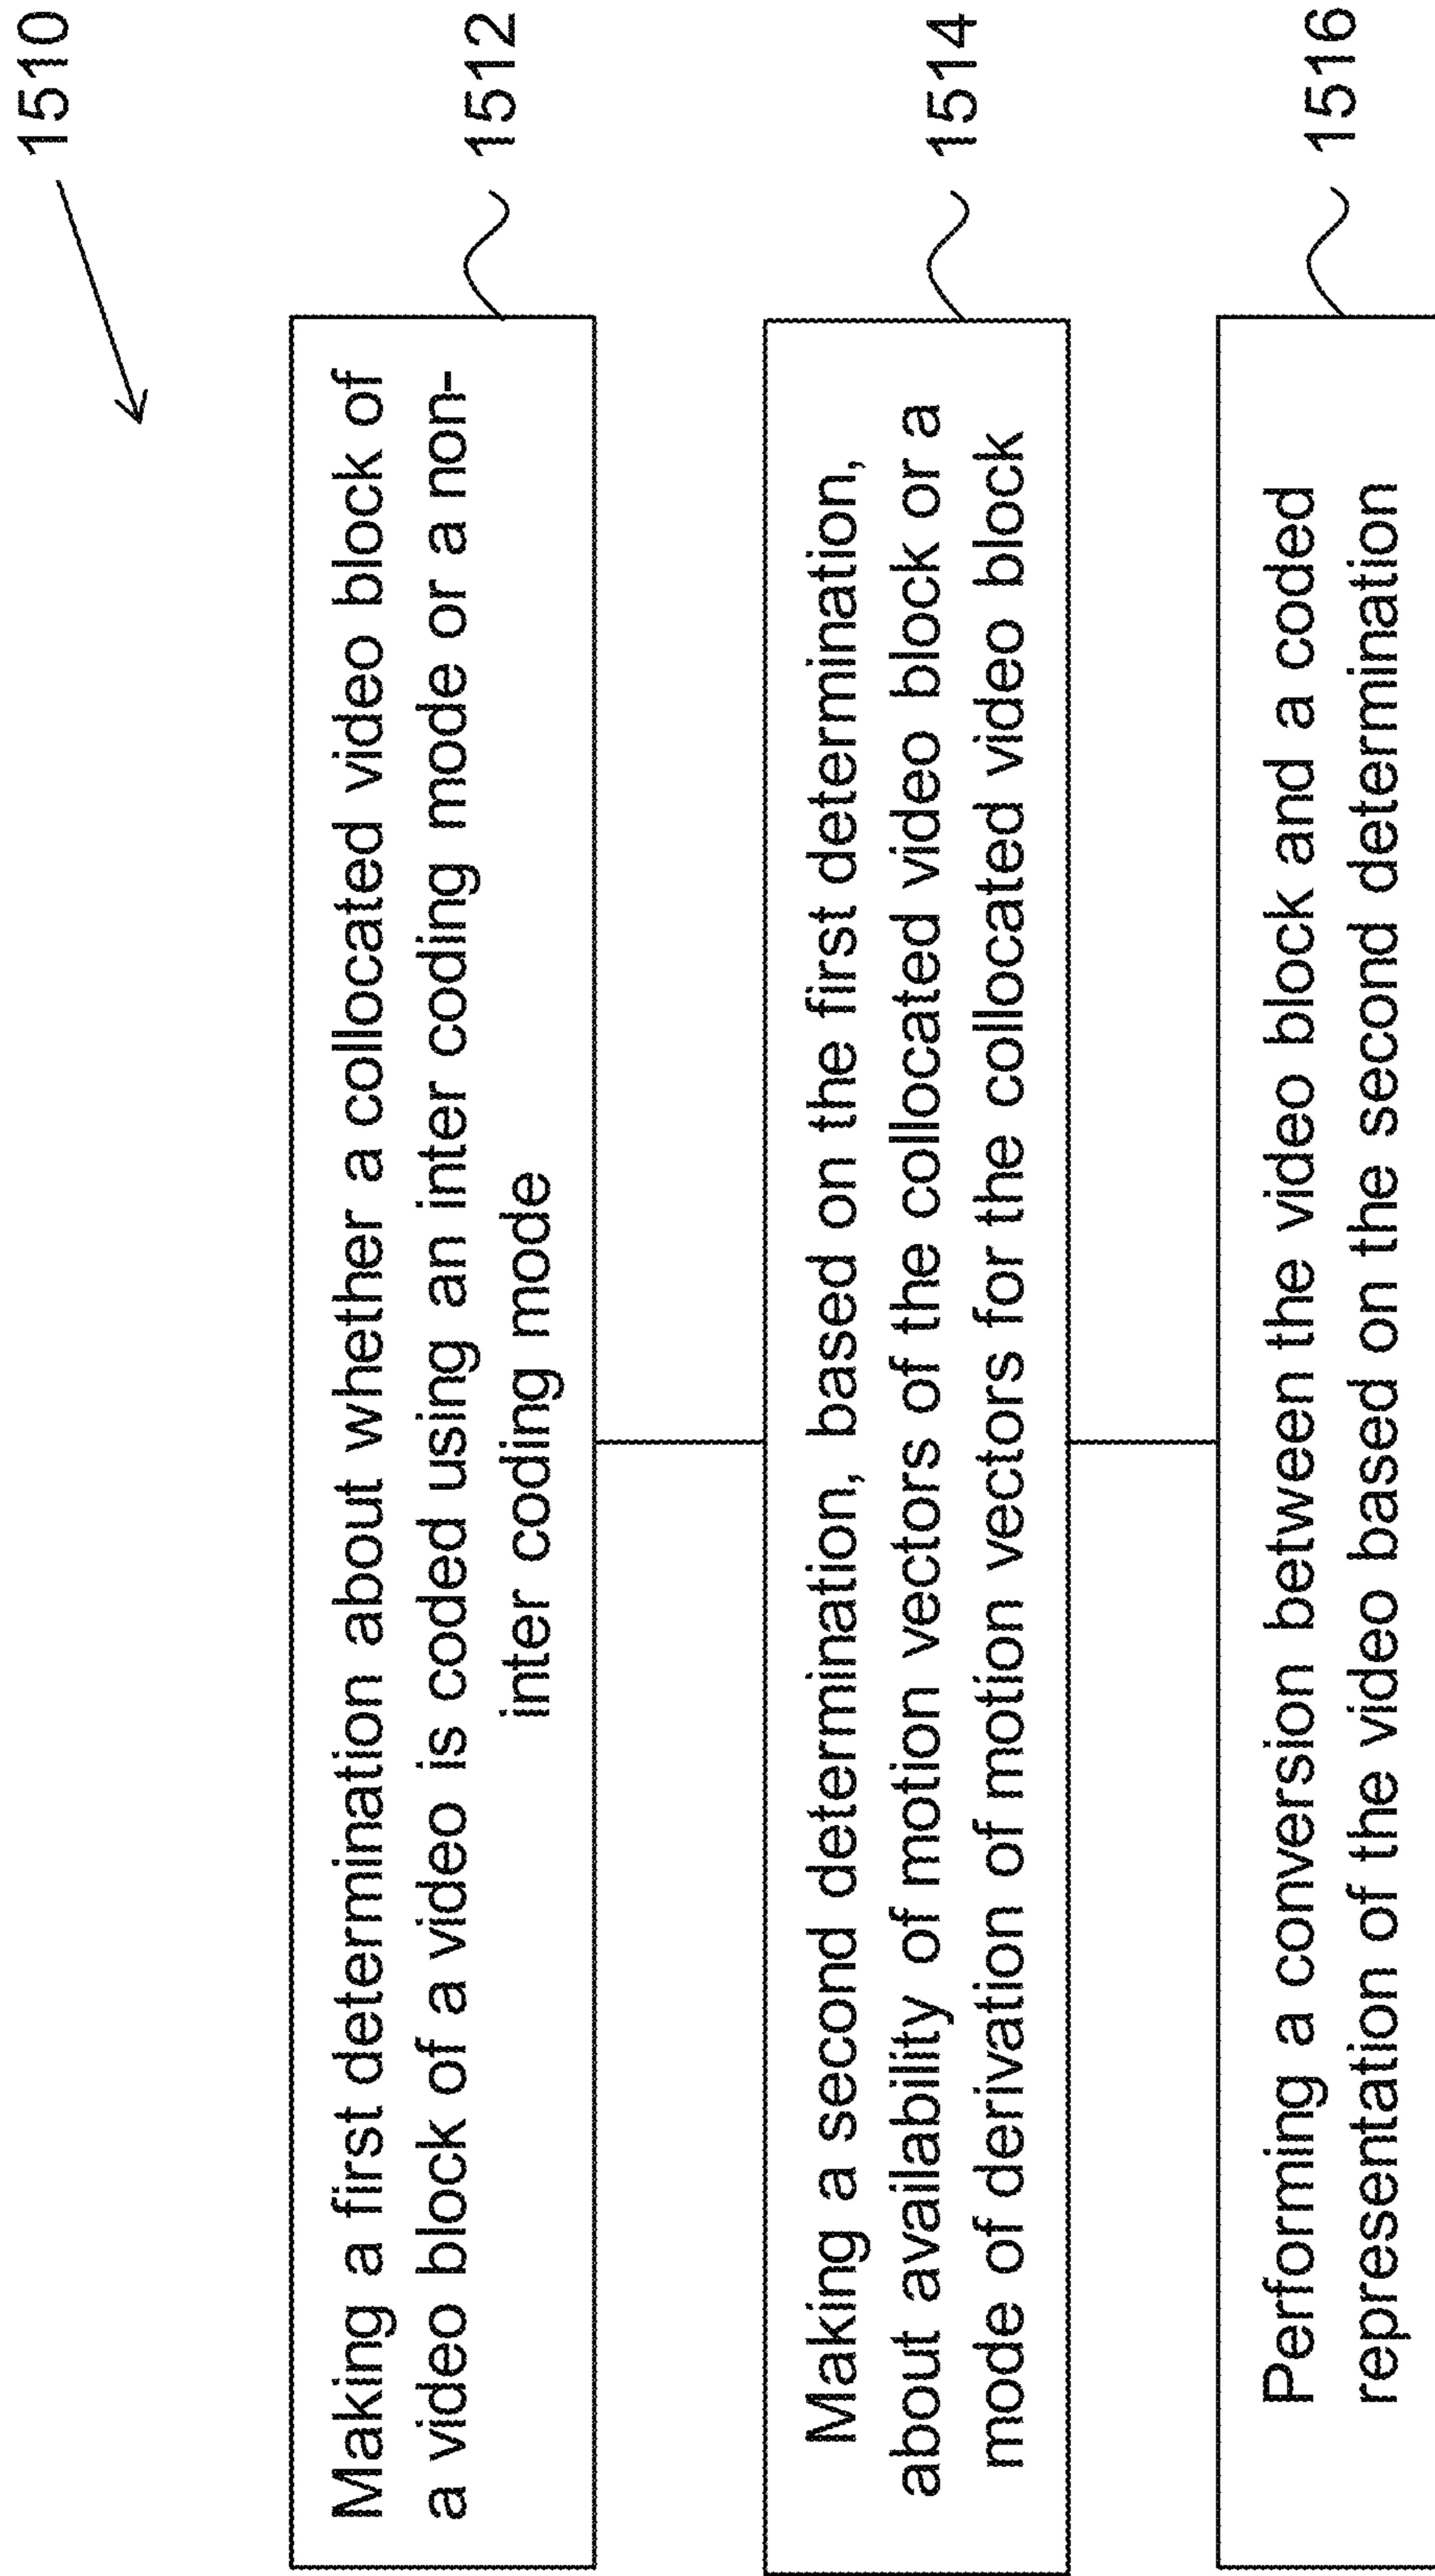 1510
Making a first determination about whether a collocated video block of
a video block of a video is coded using an inter coding mode or a non-
inter coding mode
1512
Making a second determination, based on the first determination,
about availability of motion vectors of the collocated video block or a
mode of derivation of motion vectors for the collocated video block
1514
Performing a conversion between the video block and a coded
representation of the video based on the second determination
1516